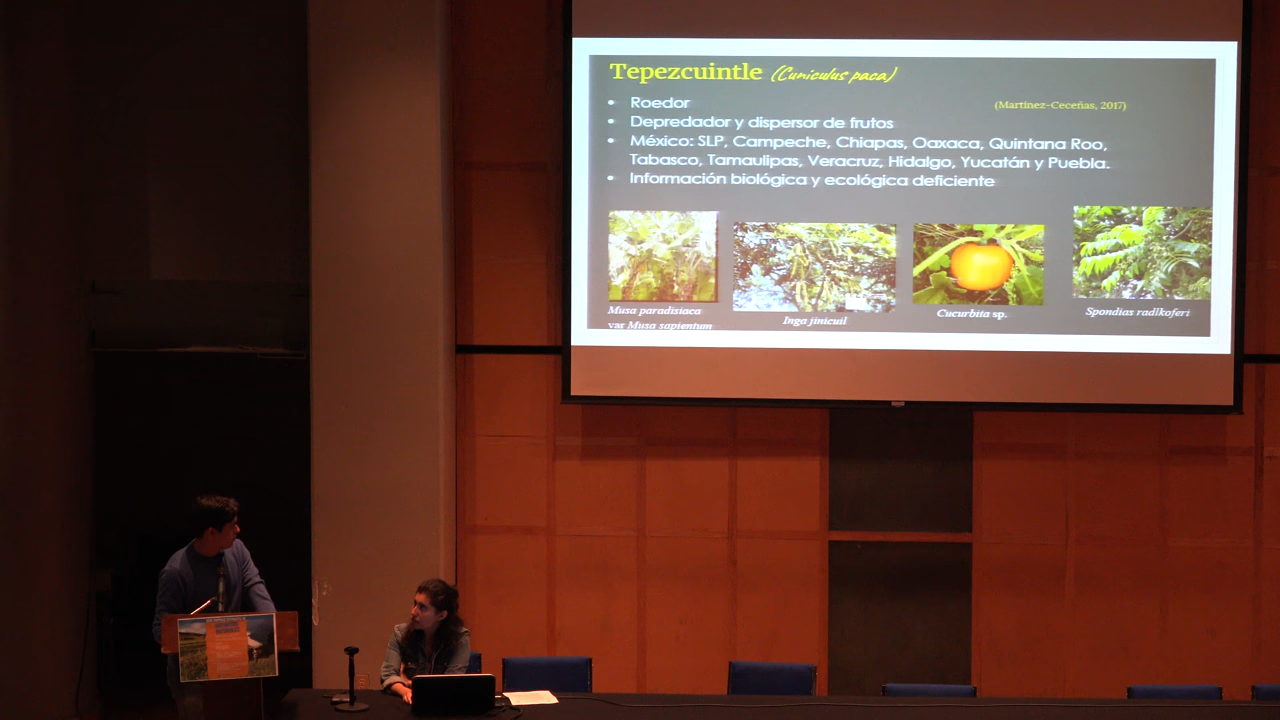 Tepezcuintle (Cuniculus paca)
• Roedor
(Martínez-Ceceñas, 2017)
• Depredador y dispersor de frutos
• México: SLP, Campeche, Chiapas, Oaxaca, Quintana Roo,
Tabasco, Tamaulipas, Veracruz, Hidalgo, Yucatán y Puebla.
• Información biológica y ecológica deficiente
Musa paradisiaca
var Musa sapientum
Inga jinicuil
Cucurbita sp.
Spondias radlkoferi